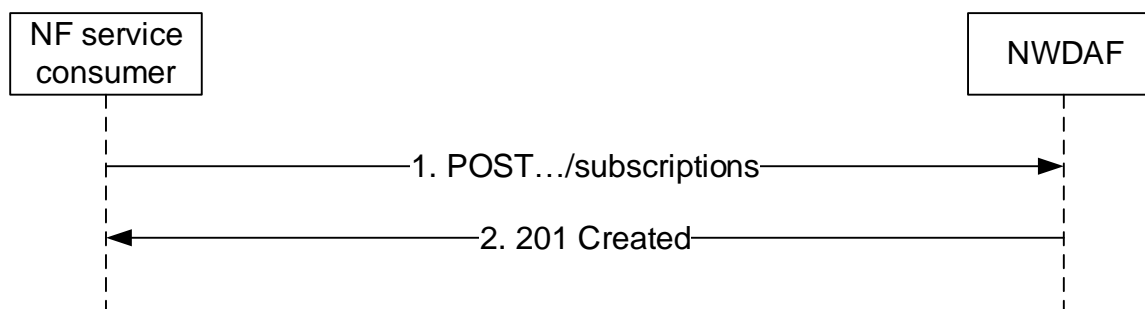 NF service
consumer
NWDAF
1. POST…/subscriptions
2. 201 Created